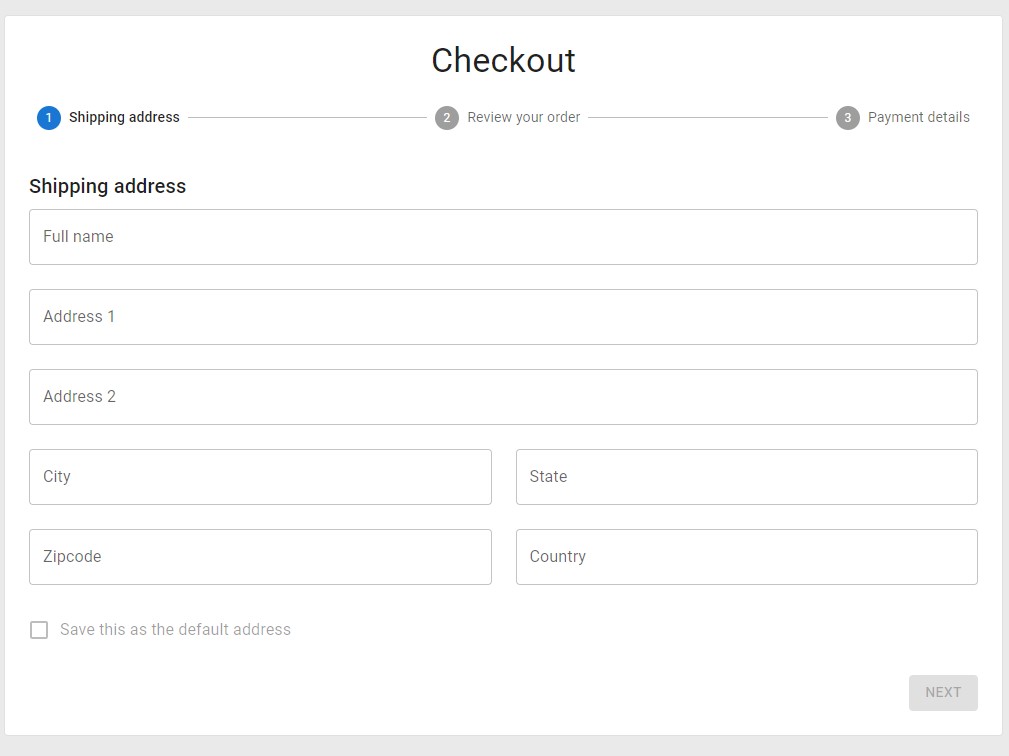 Checkout
1 Shipping address 2 Review your order 3 Payment details
Shipping address
Full name
Address 1
Address 2
City State
Zipcode Country
Save this as the default address
NEXT